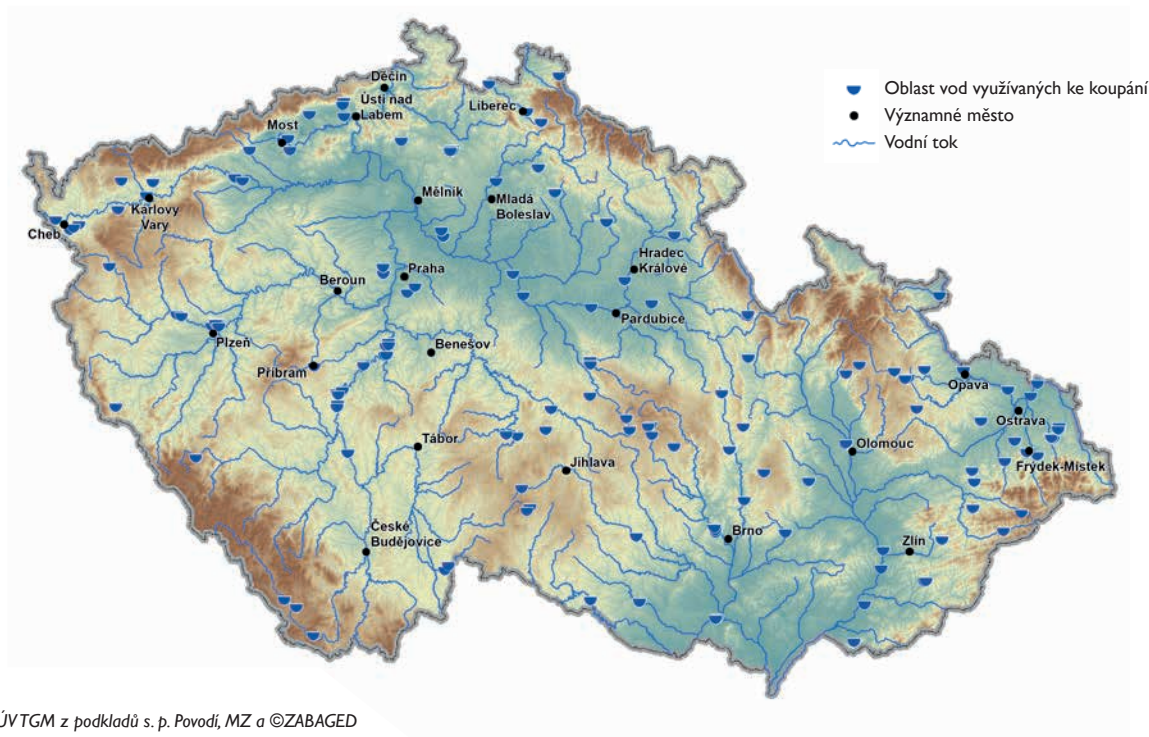 Oblast vod využívaných ke koupání
Významné město
Vodní tok
Děčín
Ústí nad
Labem
Liberec
Most
Mělník
Mladá
Boleslav
Karlovy
Vary
Cheb
Hradec
Králové
Praha
Beroun
Pardubice
Plzeň
Benešov
Příbram
Opava
Ostrava
Tábor
Olomouc
Jihlava
Frýdek-Místek
České
Budějovice
Brno
Zlín
ÚV TGM z podkladů s. p. Povodí, MZ a ©ZABAGED